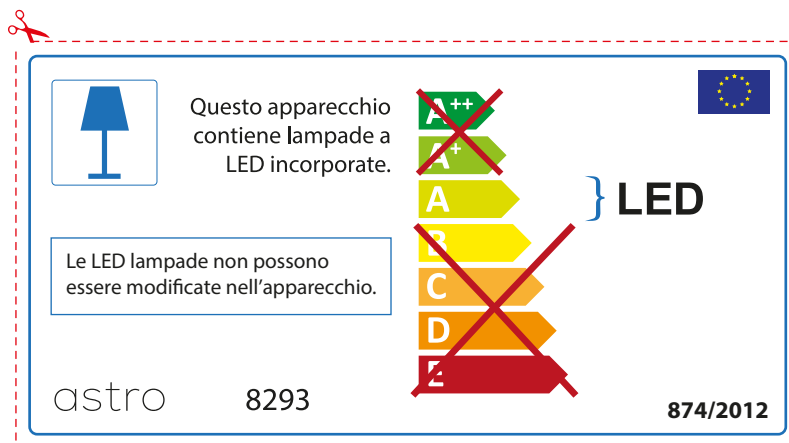 Questo apparecchio
contiene lampade a
LED incorporate.
A++
A+
A
B
C
D
E
LED
Le LED lampade non possono
essere modificate nell'apparecchio.
astro
8293
874/2012